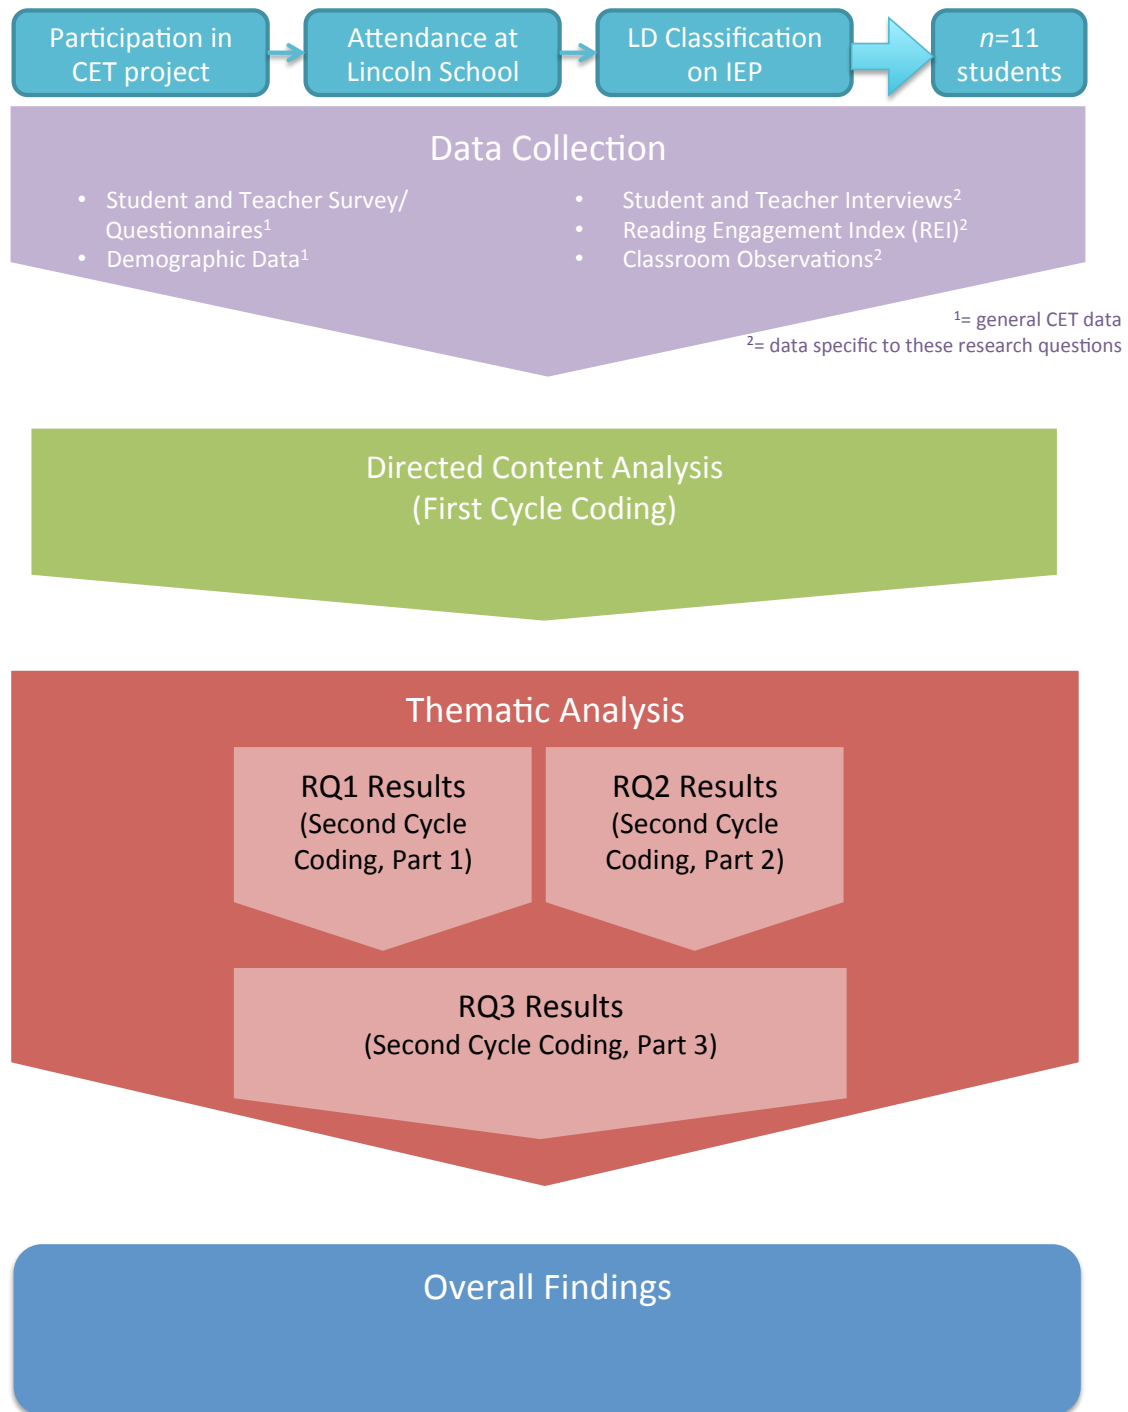 Participation in
CET project
Attendance at
Lincoln School
LD Classification
on IEP
n=11
students
Data Collection
• Student and Teacher Survey/
Questionnaires¹
• Demographic Data¹
• Student and Teacher Interviews²
• Reading Engagement Index (REI)²
• Classroom Observations²
¹= general CET data
²= data specific to these research questions
Directed Content Analysis
(First Cycle Coding)
Thematic Analysis
RQ1 Results
(Second Cycle
Coding, Part 1)
RQ2 Results
(Second Cycle
Coding, Part 2)
RQ3 Results
(Second Cycle Coding, Part 3)
Overall Findings